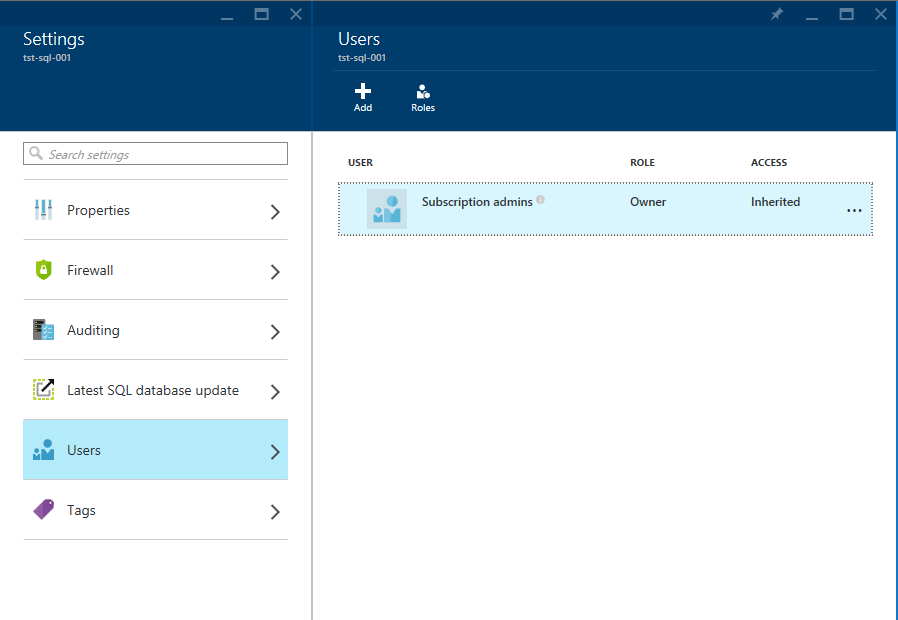 Settings
tst-sql-001
Search settings
Properties
Firewall
Auditing
Latest SQL database update
Users
Tags
Users
tst-sql-001
Add Roles
USER ROLE ACCESS
Subscription admins Owner Inherited